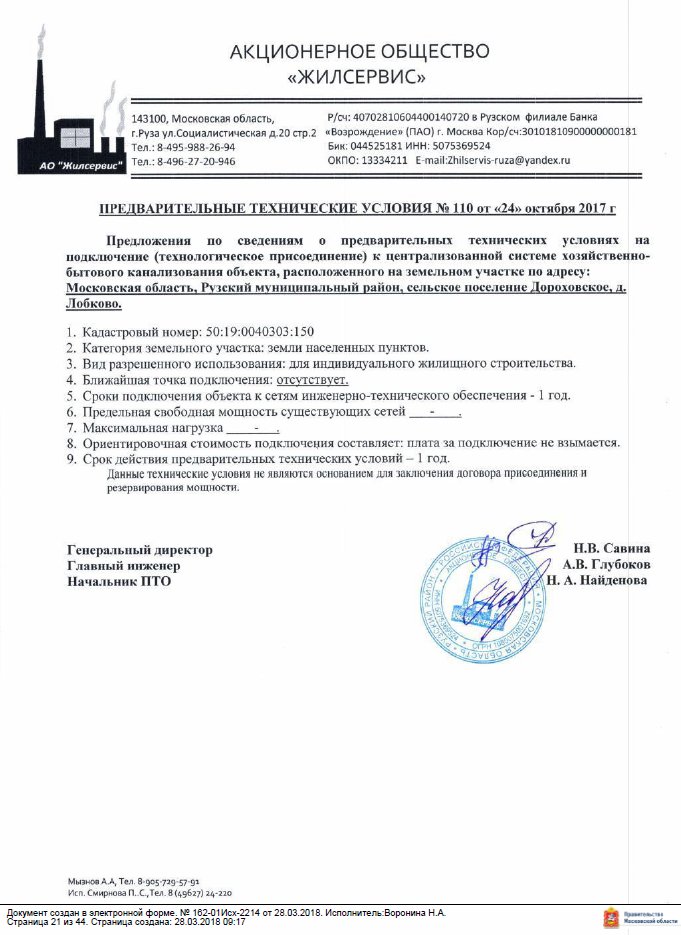 АКЦИОНЕРНОЕ ОБЩЕСТВО
«ЖИЛСЕРВИС»
АО "Жилсервис"
143100, Московская область,
г.Руза ул.Социалистическая д.20 стр.2
Тел.: 8-495-988-26-94
Тел.: 8-496-27-20-946
Р/сч: 40702810604400140720 в Рузском филиале Банка
«Возрождение» (ПАО) г. Москва Кор/сч:30101810900000000181
Бик: 044525181 ИНН: 5075369524
ОКПО: 13334211 E-mail:Zhilservis-ruza@yandex.ru
ПРЕДВАРИТЕЛЬНЫЕ ТЕХНИЧЕСКИЕ УСЛОВИЯ № 110 от «24» октября 2017 г
Предложения по сведениям о предварительных технических условиях на
подключение (технологическое присоединение) к централизованной системе хозяйственно-
бытового канализования объекта, расположенного на земельном участке по адресу:
Московская область, Рузский муниципальный район, сельское поселение Дороховское, д.
Лобково.
1. Кадастровый номер: 50:19:0040303:150
2. Категория земельного участка: земли населенных пунктов.
3. Вид разрешенного использования: для индивидуального жилищного строительства.
4. Ближайшая точка подключения: отсутствует.
5. Сроки подключения объекта к сетям инженерно-технического обеспечения - 1 год.
6. Предельная свободная мощность существующих сетей ___-____.
7. Максимальная нагрузка ____-___.
8. Ориентировочная стоимость подключения составляет: плата за подключение не взымается.
9. Срок действия предварительных технических условий – 1 год.
Данные технические условия не являются основанием для заключения договора присоединения и
резервирования мощности.
Генеральный директор Н.В. Савина
Главный инженер А.В. Глубоков
Начальник ПТО Н. А. Найденова
Мызнов А.А, Тел. 8-905-729-57-91
Исп. Смирнова П..С.,Тел. 8 (49627) 24-220
Документ создан в электронной форме. № 162-01Исх-2214 от 28.03.2018. Исполнитель:Воронина Н.А.
Страница 21 из 44. Страница создана: 28.03.2018 09:17
Правительство
Московской области